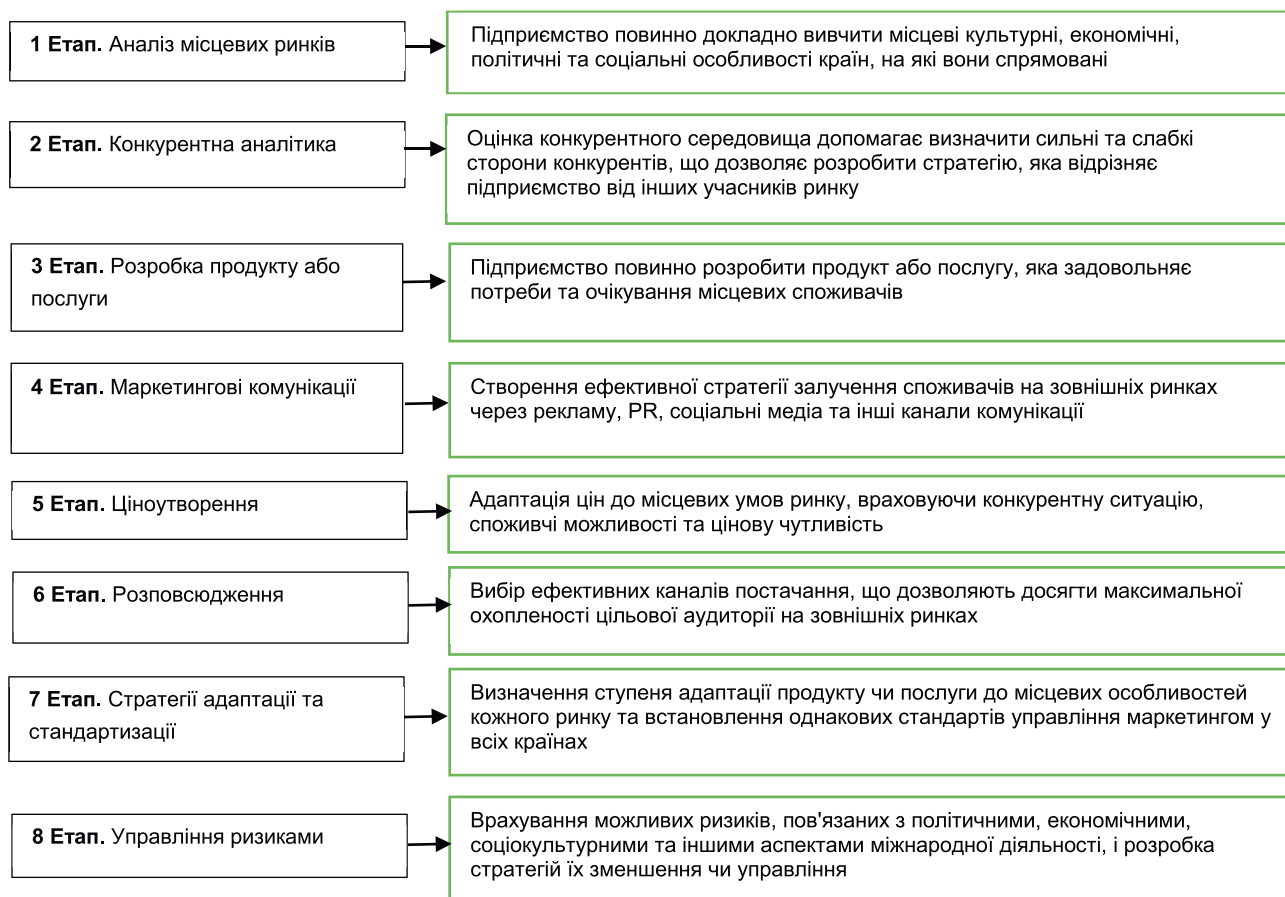 1 Етап. Аналіз місцевих ринків
Підприємство повинно докладно вивчити місцеві культурні, економічні,
політичні та соціальні особливості країн, на які вони спрямовані
2 Етап. Конкурентна аналітика
Оцінка конкурентного середовища допомагає визначити сильні та слабкі
сторони конкурентів, що дозволяє розробити стратегію, яка відрізняє
підприємство від інших учасників ринку
3 Етап. Розробка продукту або
послуги
Підприємство повинно розробити продукт або послугу, яка задовольняє
потреби та очікування місцевих споживачів
4 Етап. Маркетингові комунікації
Створення ефективної стратегії залучення споживачів на зовнішніх ринках
через рекламу, PR, соціальні медіа та інші канали комунікації
5 Етап. Ціноутворення
Адаптація цін до місцевих умов ринку, враховуючи конкурентну ситуацію,
споживчі можливості та цінову чутливість
6 Етап. Розповсюдження
Вибір ефективних каналів постачання, що дозволяють досягти максимальної
охопленості цільової аудиторії на зовнішніх ринках
7 Етап. Стратегії адаптації та
стандартизації
Визначення ступеня адаптації продукту чи послуги до місцевих особливостей
кожного ринку та встановлення однакових стандартів управління маркетингом у
всіх країнах
8 Етап. Управління ризиками
Врахування можливих ризиків, пов'язаних з політичними, економічними,
соціокультурними та іншими аспектами міжнародної діяльності, і розробка
стратегій їх зменшення чи управління